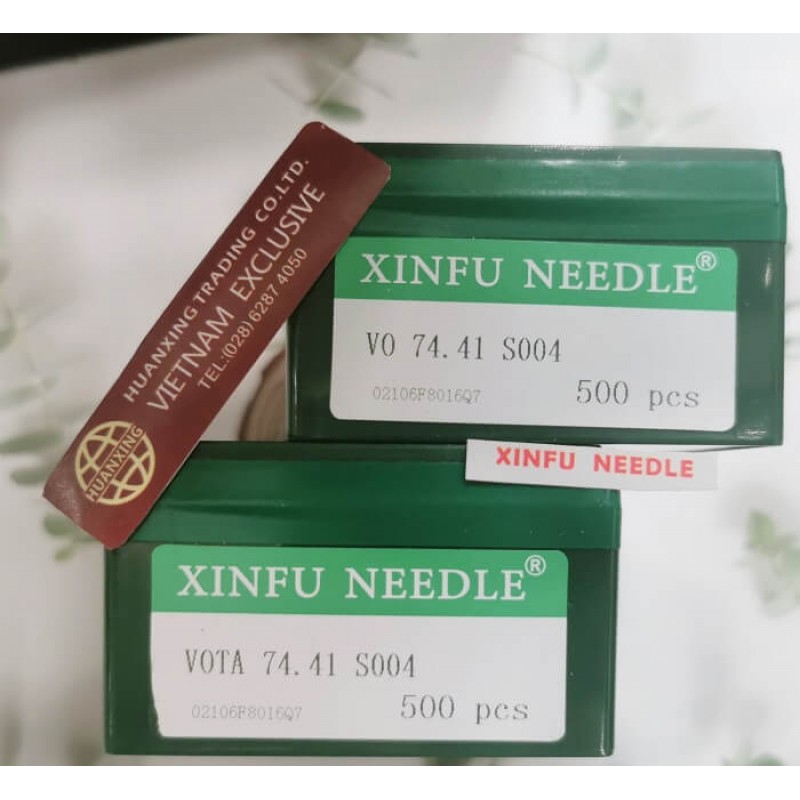 HUANXING TRADING CO.LTD.
VIETNAM EXCLUSIVE
TEL:(028)6287 4050
HUANXING
XINFU NEEDLE®
VO 74.41 S004
02106F8016Q7
500 pcs
XINFU NEEDLE
XINFU NEEDLE®
VOTA 74.41 S004
02106F8016Q7
500 pcs